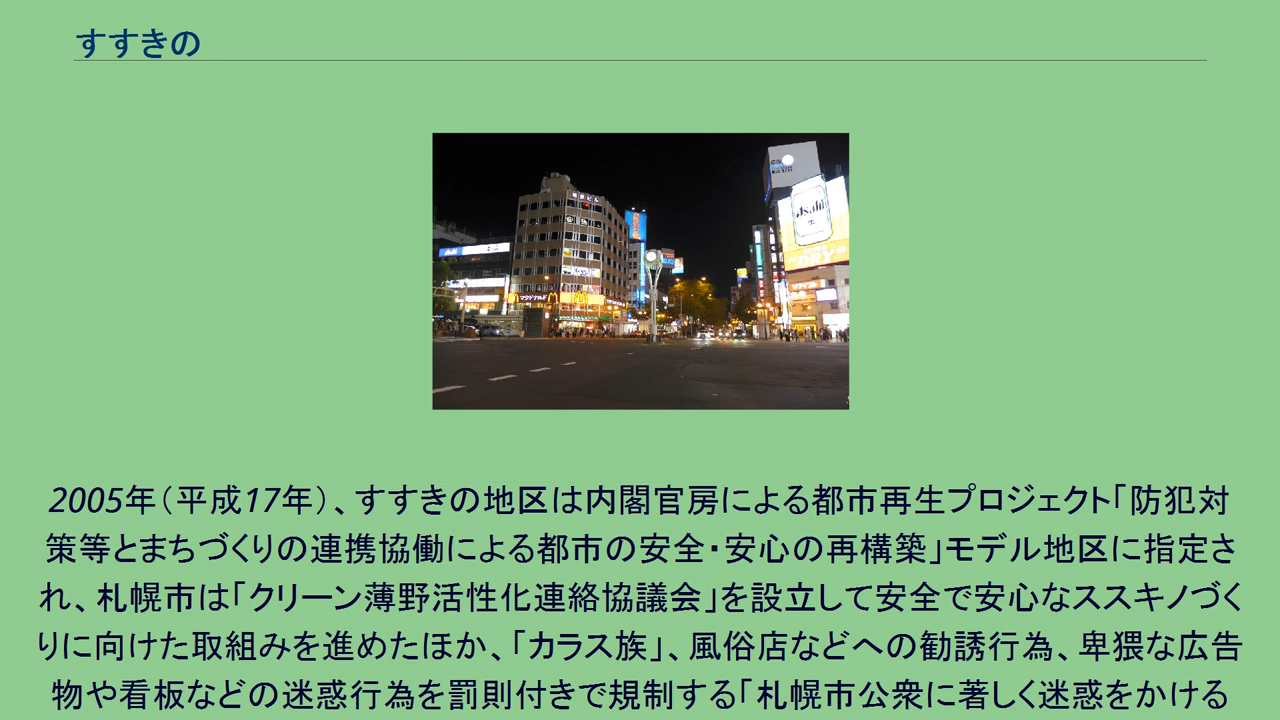 すすきの
Asahi
"DRY"
マクドナルド
2005年（平成17年）、すすきの地区は内閣官房による都市再生プロジェクト「防犯対
策等とまちづくりの連携協働による都市の安全・安心の再構築」モデル地区に指定さ
れ、札幌市は「クリーン薄野活性化連絡協議会」を設立して安全で安心なススキノづく
りに向けた取組みを進めたほか、「カラス族」、風俗店などへの勧誘行為、卑猥な広告
物や看板などの迷惑行為を罰則付きで規制する「札幌市公衆に著しく迷惑をかける